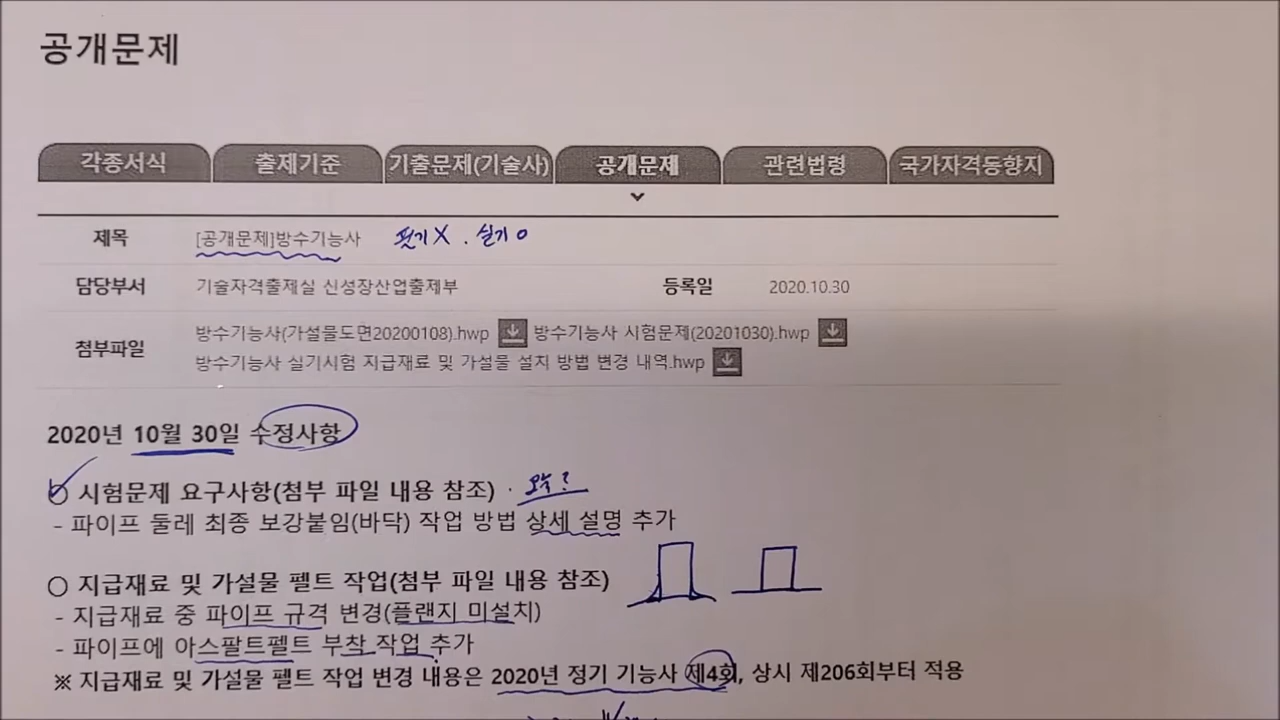 공개문제
각종서식 출제기준 기출문제(기술사) 공개문제 관련법령 국가자격동향지
제목 [공개문제]방수기능사 필기X. 실기O
담당부서 기술자격출제실 신성장산업출제부 등록일 2020.10.30
첨부파일 방수기능사(가설물도면20200108).hwp 방수기능사 시험문제(20201030).hwp
방수기능사 실기시험 지급재료 및 가설물 설치 방법 변경 내역.hwp
2020년 10월 30일 수정사항
○ 시험문제 요구사항(첨부 파일 내용 참조)
- 파이프 둘레 최종 보강붙임(바닥) 작업 방법 상세 설명 추가
○ 지급재료 및 가설물 펠트 작업(첨부 파일 내용 참조)
- 지급재료 중 파이프 규격 변경(플랜지 미설치)
- 파이프에 아스팔트펠트 부착 작업 추가
※ 지급재료 및 가설물 펠트 작업 변경 내용은 2020년 정기 기능사 제4회, 상시 제206회부터 적용